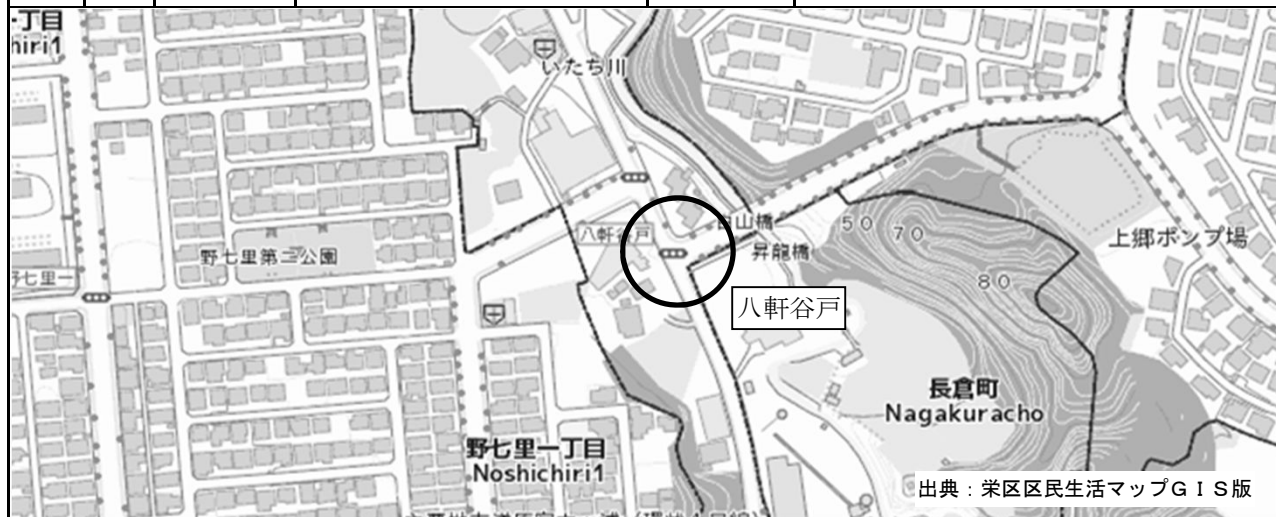 丁目
hiri1
いたち川
八軒谷戸
白山橋
昇龍橋
50
70
80
上郷ポンプ場
野七里第二公園
野七里一
八軒谷戸
長倉町
Nagakuracho
野七里一丁目
Noshichiri1
出典：栄区区民生活マップＧＩＳ版